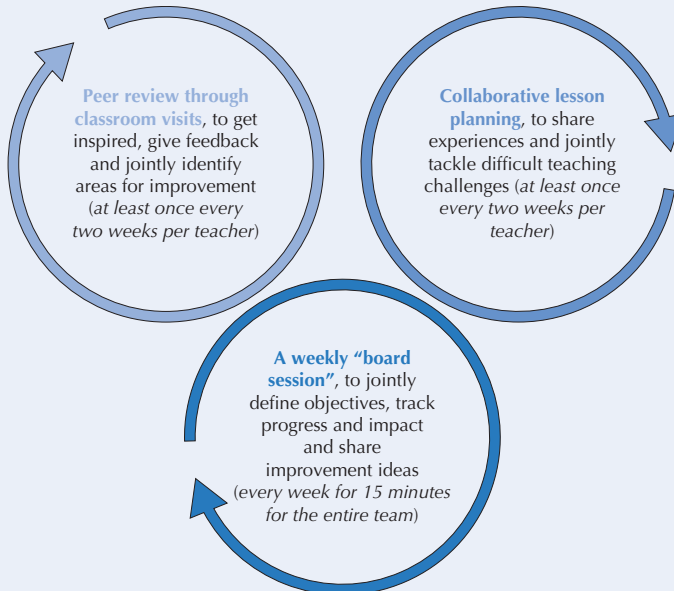 Peer review through
classroom visits, to get
inspired, give feedback
and jointly identify
areas for improvement
(at least once every
two weeks per teacher)
Collaborative lesson
planning, to share
experiences and jointly
tackle difficult teaching
challenges (at least once
every two weeks per
teacher)
A weekly “board
session”, to jointly
define objectives, track
progress and impact
and share
improvement ideas
(every week for 15 minutes
for the entire team)